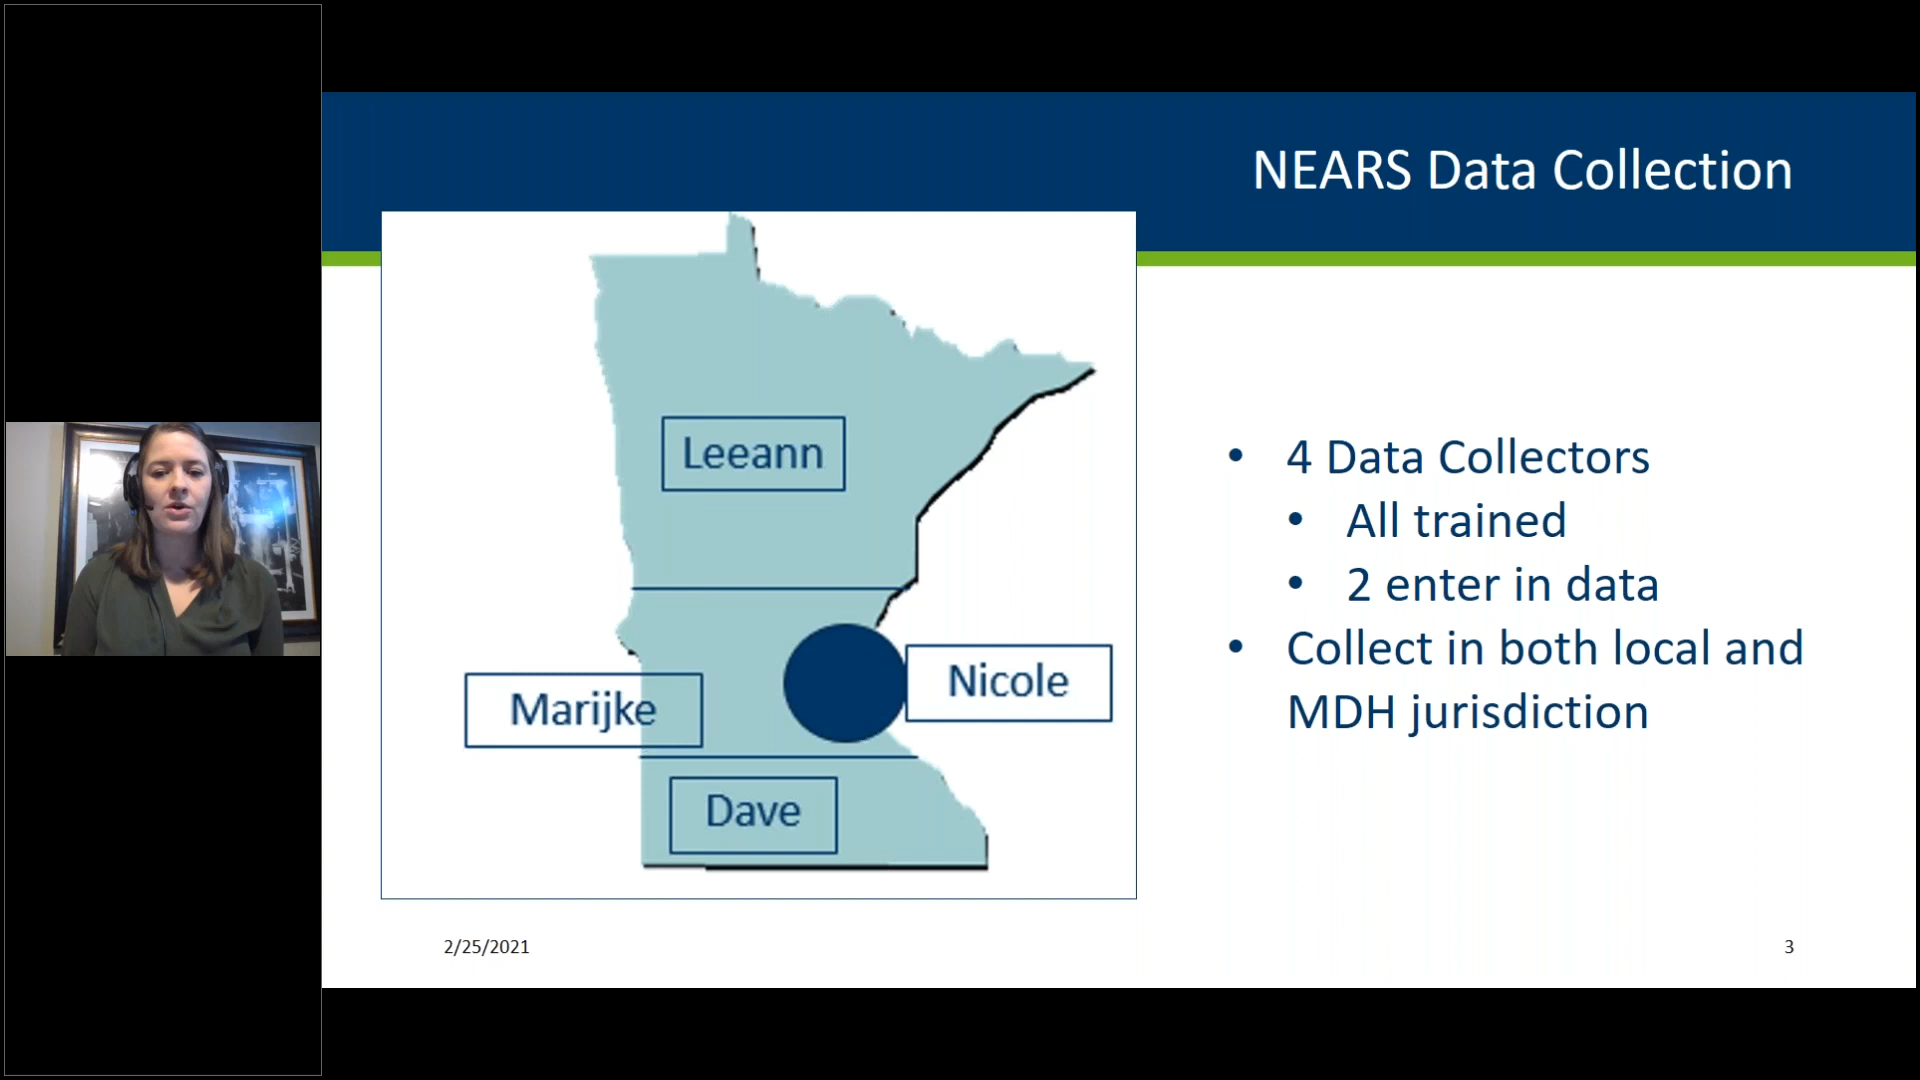 NEARS Data Collection
Leeann
Nicole
Marijke
Dave
• 4 Data Collectors
• All trained
• 2 enter in data
• Collect in both local and
MDH jurisdiction
2/25/2021
3